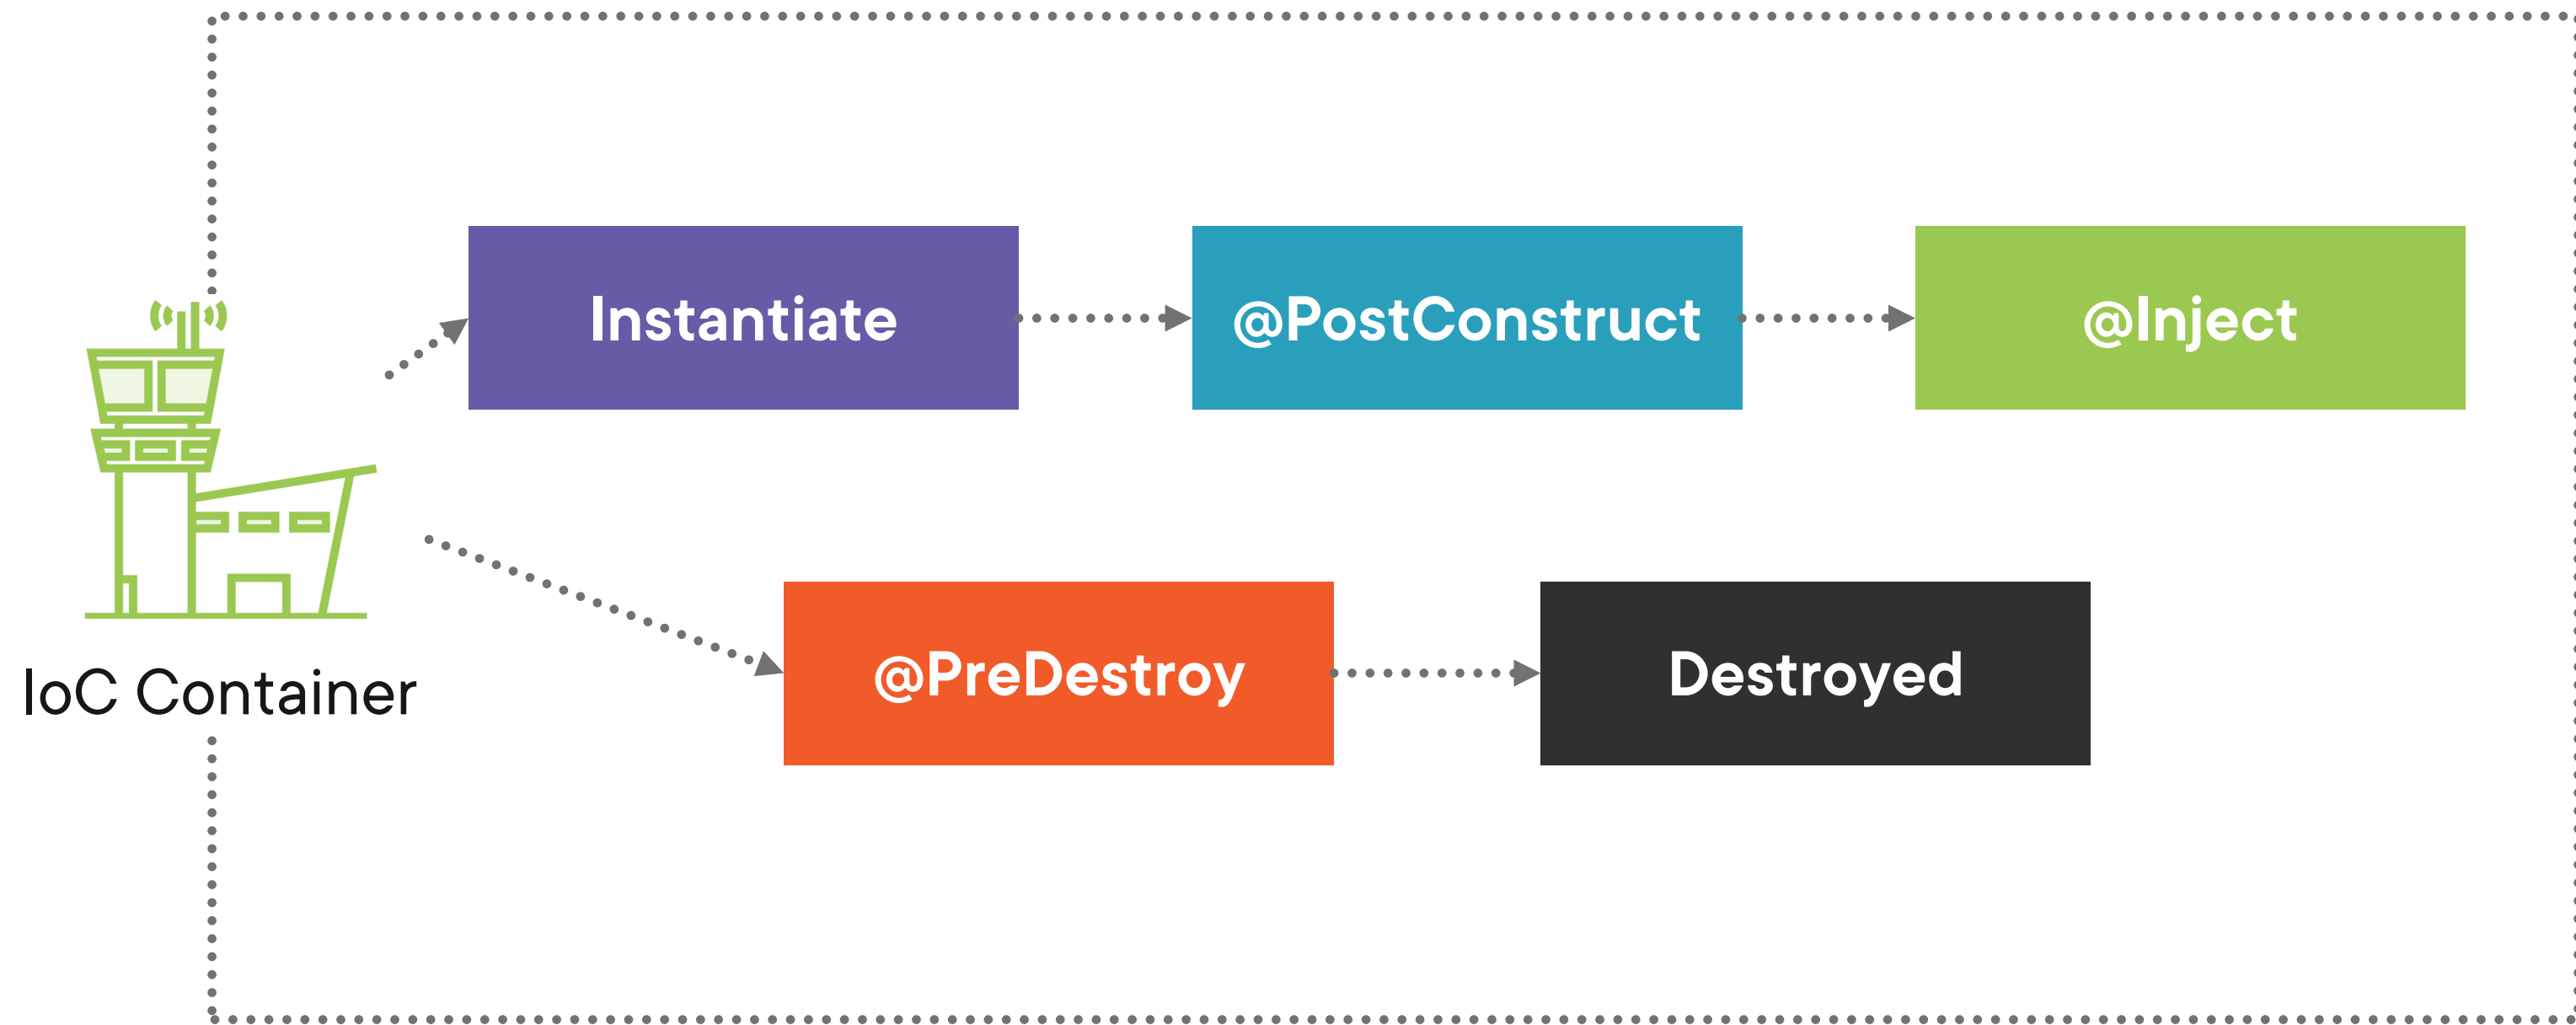 Instantiate
@PostConstruct
@Inject
IoC Container
@PreDestroy
Destroyed